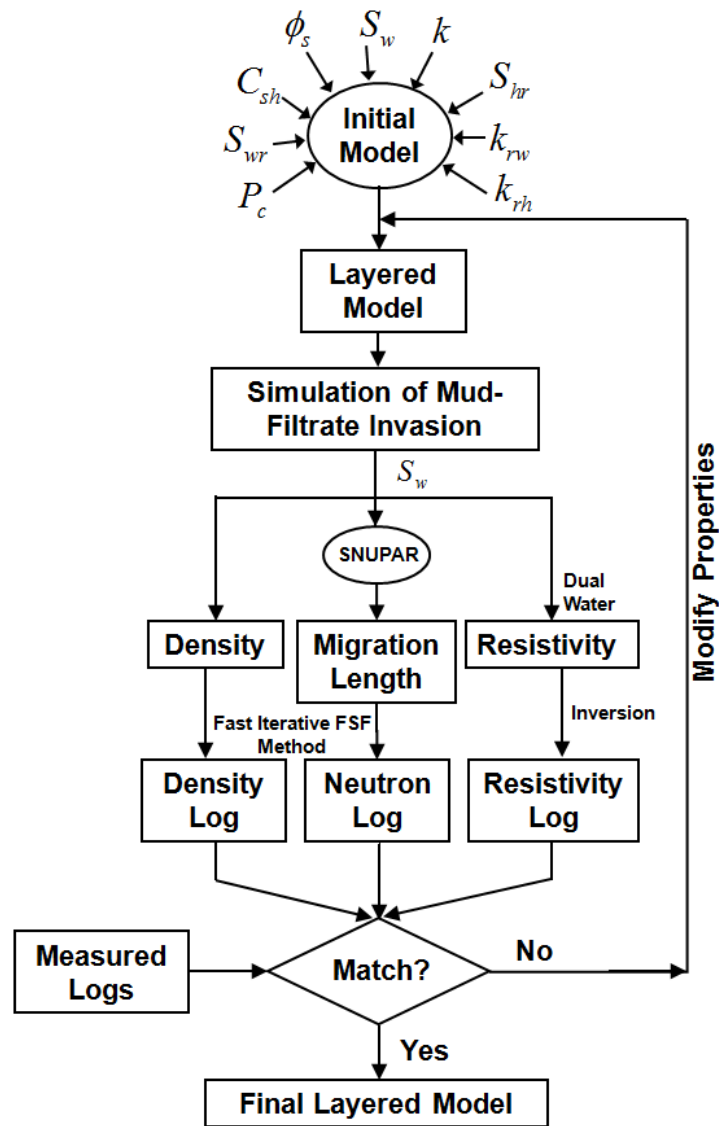 ϕs
Sw
k
Csh
Shr
Initial
Model
Swr
krw
Pc
krh
Layered
Model
Simulation of Mud-
Filtrate Invasion
Sw
SNUPAR
Dual
Water
Density
Migration
Length
Resistivity
Fast Iterative FSF
Method
Inversion
Density
Log
Neutron
Log
Resistivity
Log
Modify Properties
Measured
Logs
Match?
No
Yes
Final Layered Model